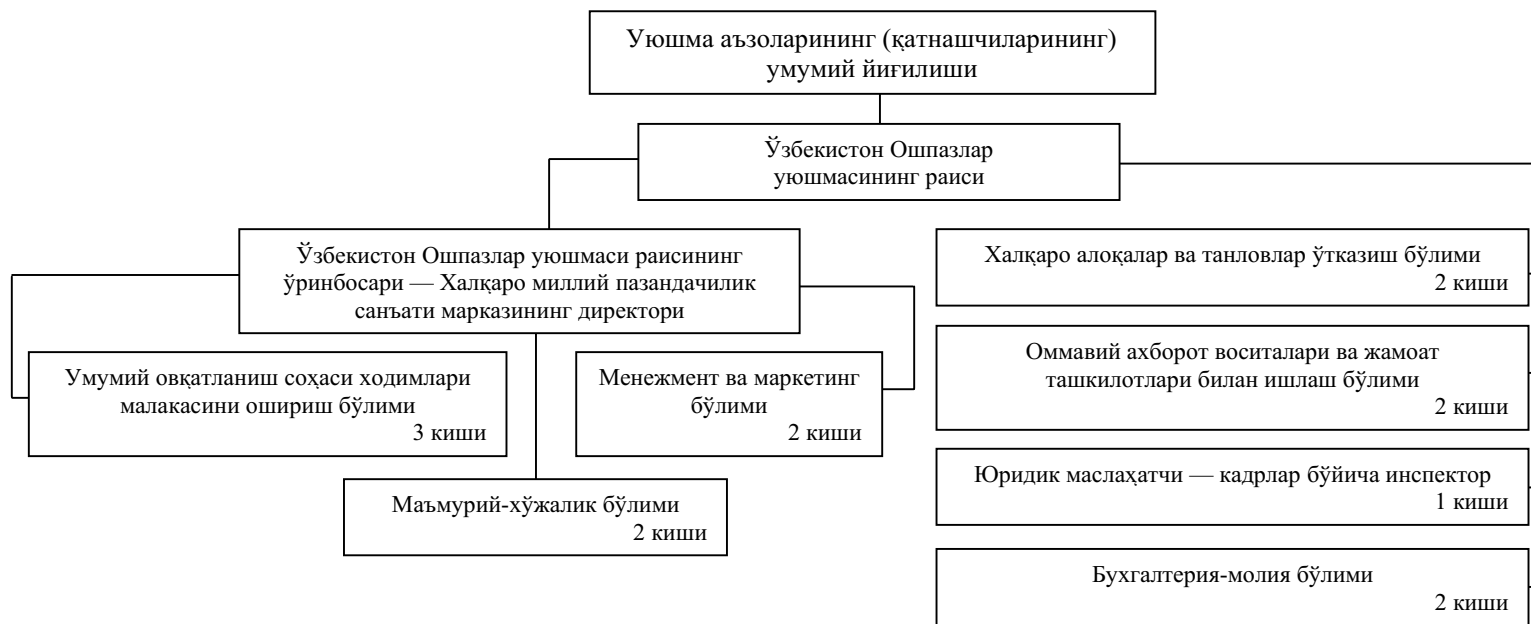 Уюшма аъзоларининг (қатнашчиларининг)
умумий йиғилиши
Ўзбекистон Ошпазлар
уюшмасининг раиси
Ўзбекистон Ошпазлар уюшмаси раисининг
ўринбосари — Халқаро миллий пазандачилик
санъати марказининг директори
Умумий овқатланиш соҳаси ходимлари
малакасини ошириш бўлими
3 киши
Менежмент ва маркетинг
бўлими
2 киши
Маъмурий-хўжалик бўлими
2 киши
Халқаро алоқалар ва танловлар ўтказиш бўлими
2 киши
Оммавий ахборот воситалари ва жамоат
ташкилотлари билан ишлаш бўлими
2 киши
Юридик маслаҳатчи — кадрлар бўйича инспектор
1 киши
Бухгалтерия-молия бўлими
2 киши